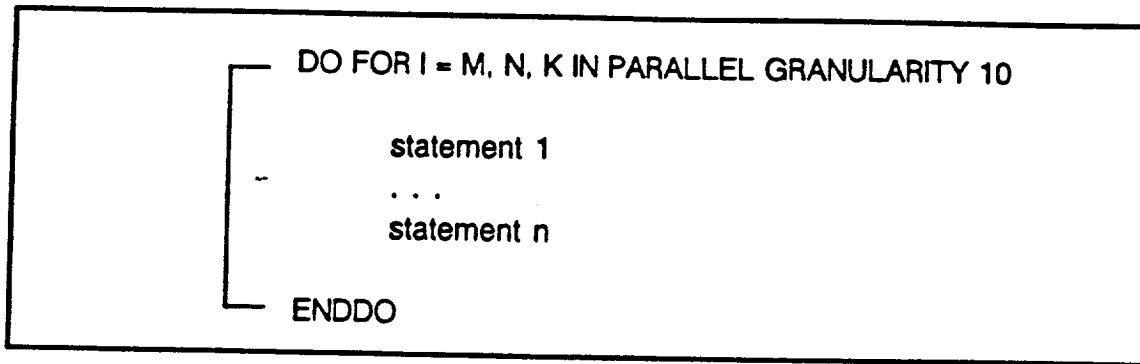 DO FOR I = M, N, K IN PARALLEL GRANULARITY 10
statement 1
. . .
statement n
ENDDO